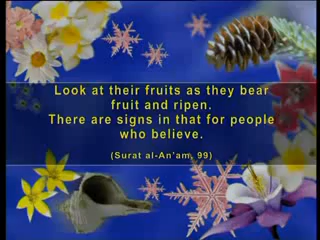 Look at their fruits as they bear
fruit and ripen.
There are signs in that for people
who believe.
(Surat al-An'am, 99)